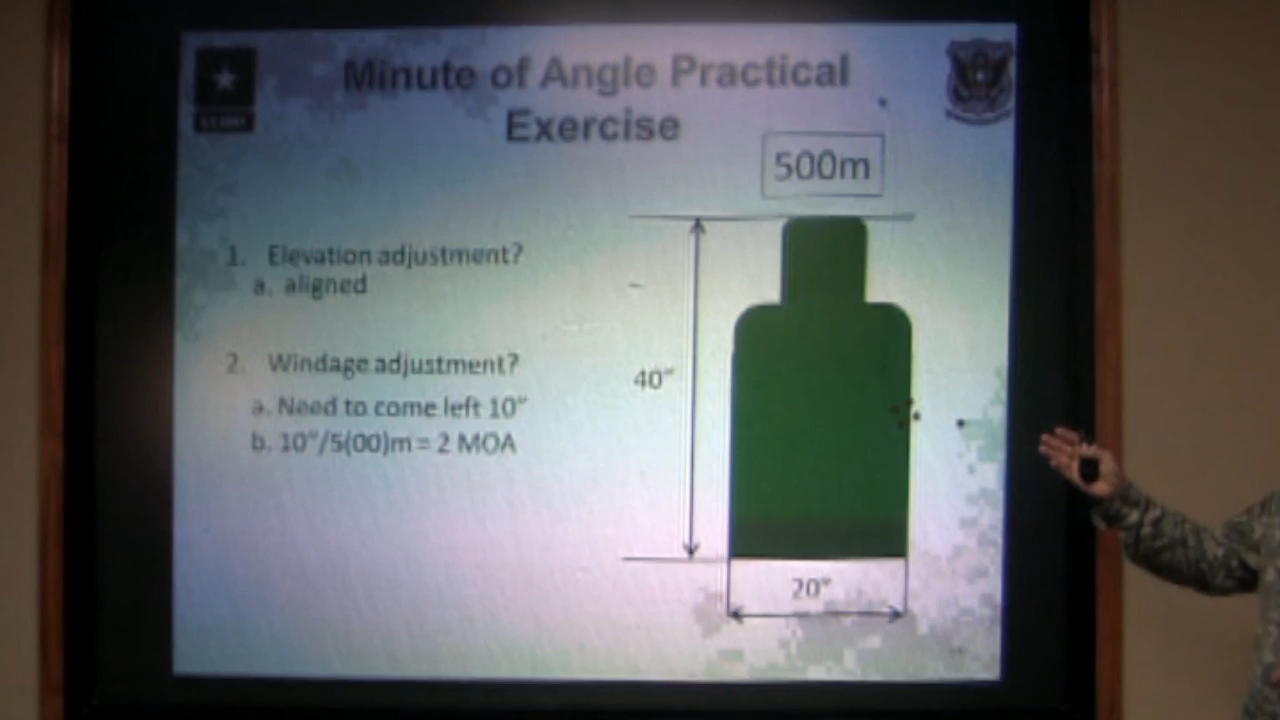 Minute of Angle Practical
Exercise
500m
1. Elevation adjustment?
a. aligned
2. Windage adjustment?
a. Need to come left 10"
b. 10"/5(00)m = 2 MOA
40"
20"